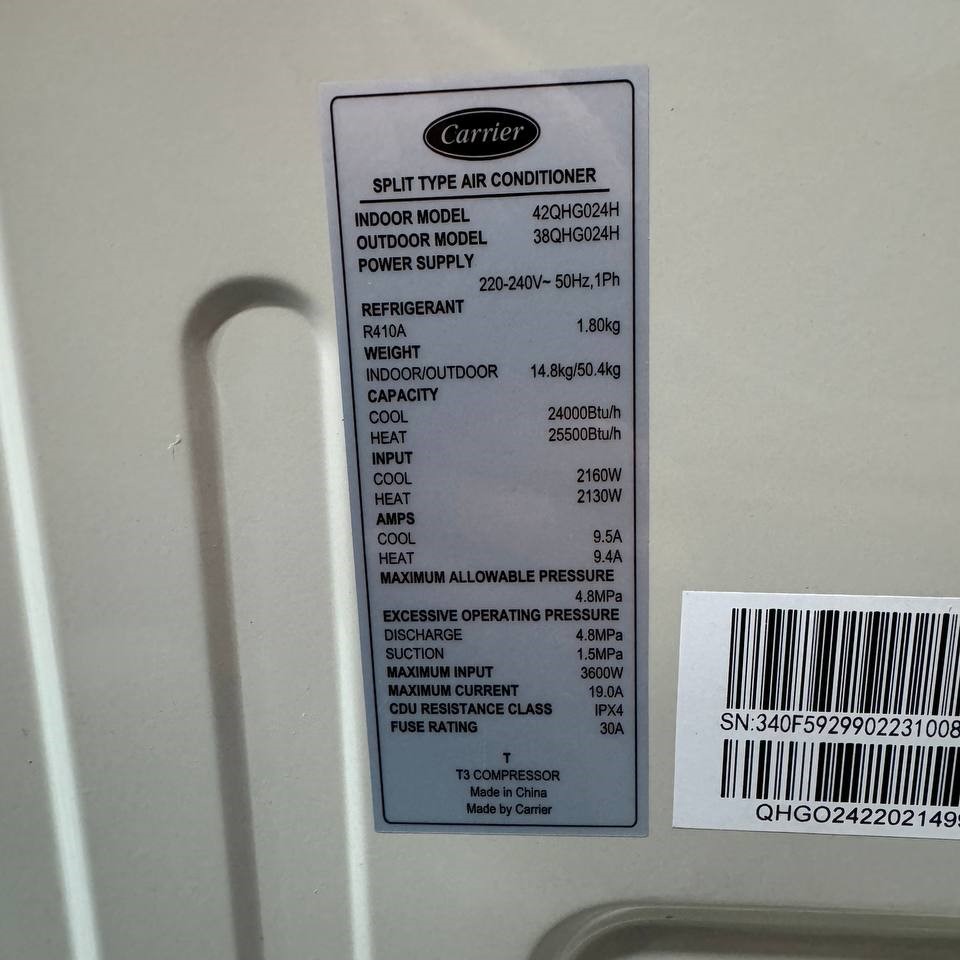 Carrier
SPLIT TYPE AIR CONDITIONER
INDOOR MODEL 42QHG024H
OUTDOOR MODEL 38QHG024H
POWER SUPPLY
220-240V~ 50Hz,1Ph
REFRIGERANT
R410A 1.80kg
WEIGHT
INDOOR/OUTDOOR 14.8kg/50.4kg
CAPACITY
COOL 24000Btu/h
HEAT 25500Btu/h
INPUT
COOL 2160W
HEAT 2130W
AMPS
COOL 9.5A
HEAT 9.4A
MAXIMUM ALLOWABLE PRESSURE
4.8MPa
EXCESSIVE OPERATING PRESSURE
DISCHARGE 4.8MPa
SUCTION 1.5MPa
MAXIMUM INPUT 3600W
MAXIMUM CURRENT 19.0A
CDU RESISTANCE CLASS IPX4
FUSE RATING 30A
T
T3 COMPRESSOR
Made in China
Made by Carrier
SN:340F5929902231008
QHGO2422021499